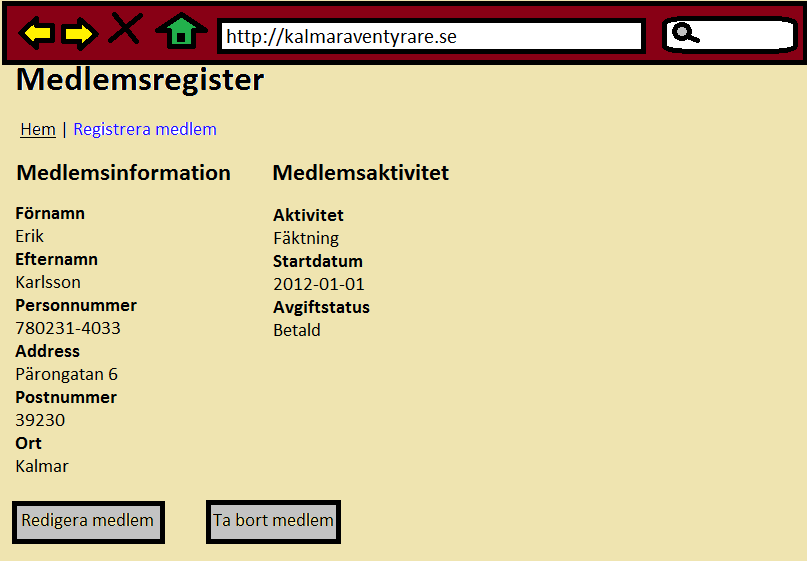 http://kalmaraventyrare.se
Medlemsregister
Hem | Registrera medlem
Medlemsinformation
Förnamn
Erik
Efternamn
Karlsson
Personnummer
780231-4033
Address
Pärongatan 6
Postnummer
39230
Ort
Kalmar
Medlemsaktivitet
Aktivitet
Fäktning
Startdatum
2012-01-01
Avgiftstatus
Betald
Redigera medlem
Ta bort medlem